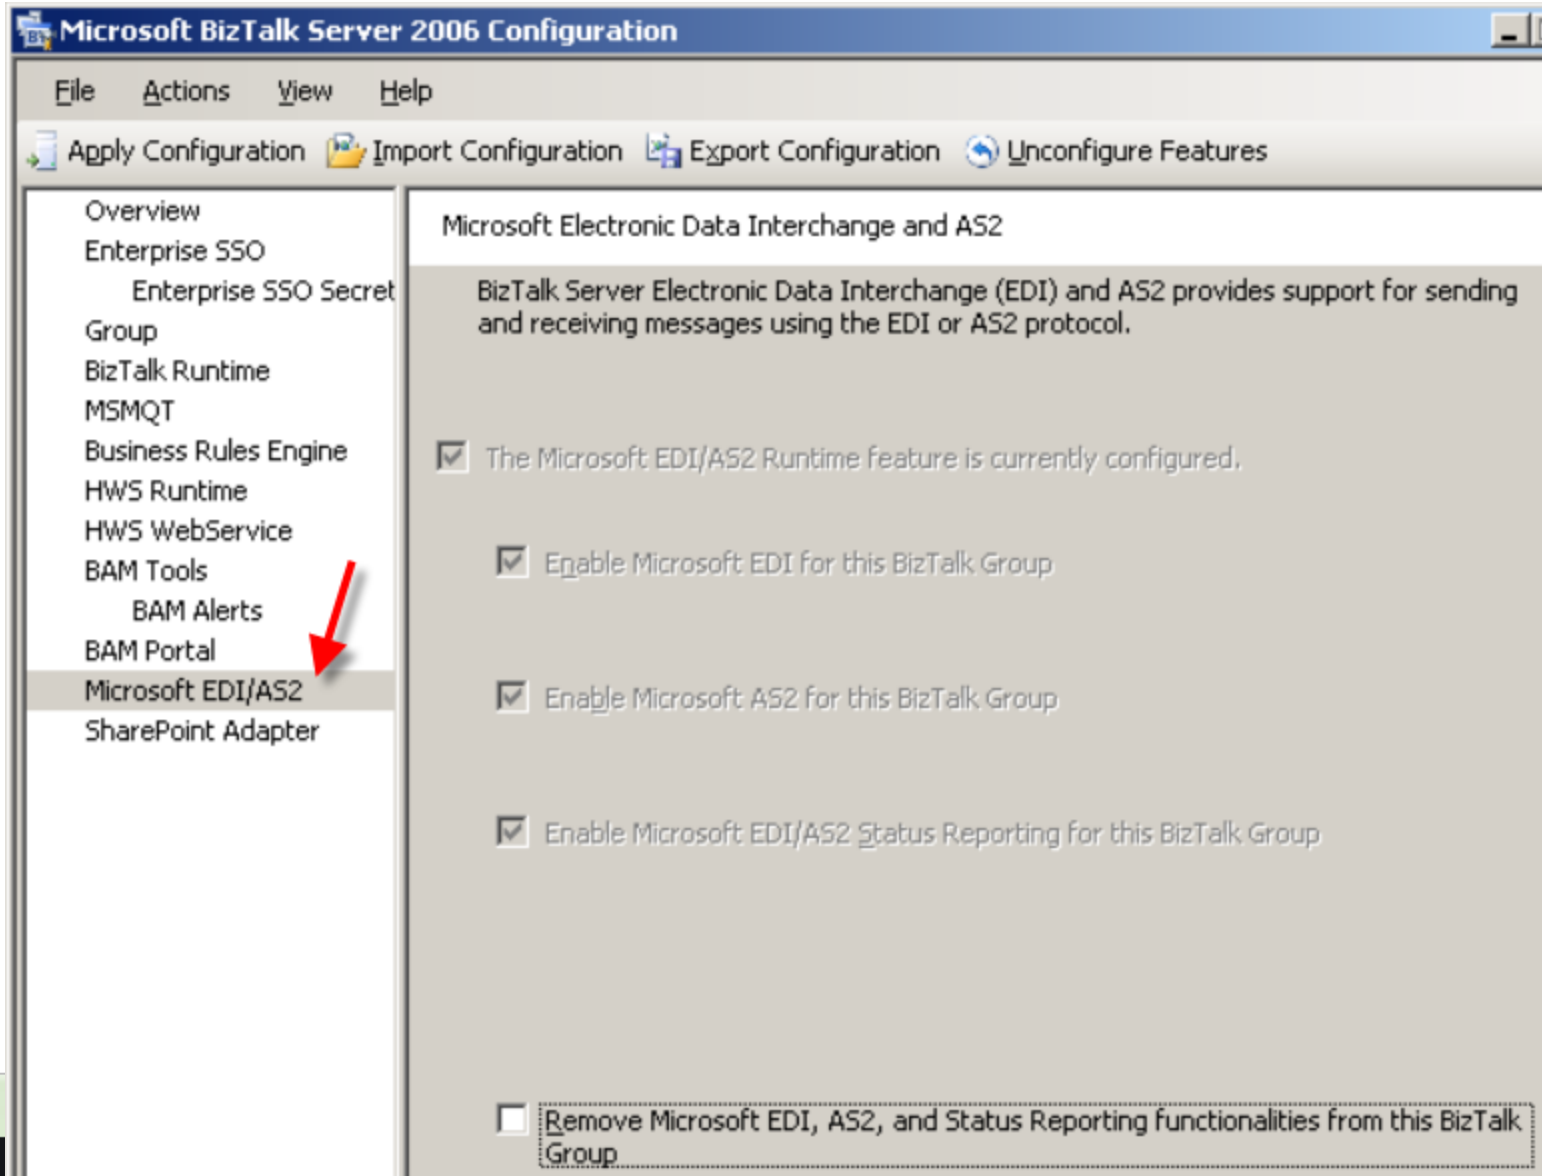 Microsoft BizTalk Server 2006 Configuration
File Actions View Help
Apply Configuration Import Configuration Export Configuration Unconfigure Features
Overview
Enterprise SSO
Enterprise SSO Secret
Group
BizTalk Runtime
MSMQT
Business Rules Engine
HWS Runtime
HWS WebService
BAM Tools
BAM Alerts
BAM Portal
Microsoft EDI/AS2
SharePoint Adapter
Microsoft Electronic Data Interchange and AS2
BizTalk Server Electronic Data Interchange (EDI) and AS2 provides support for sending
and receiving messages using the EDI or AS2 protocol.
The Microsoft EDI/AS2 Runtime feature is currently configured.
Enable Microsoft EDI for this BizTalk Group
Enable Microsoft AS2 for this BizTalk Group
Enable Microsoft EDI/AS2 Status Reporting for this BizTalk Group
Remove Microsoft EDI, AS2, and Status Reporting functionalities from this BizTalk
Group